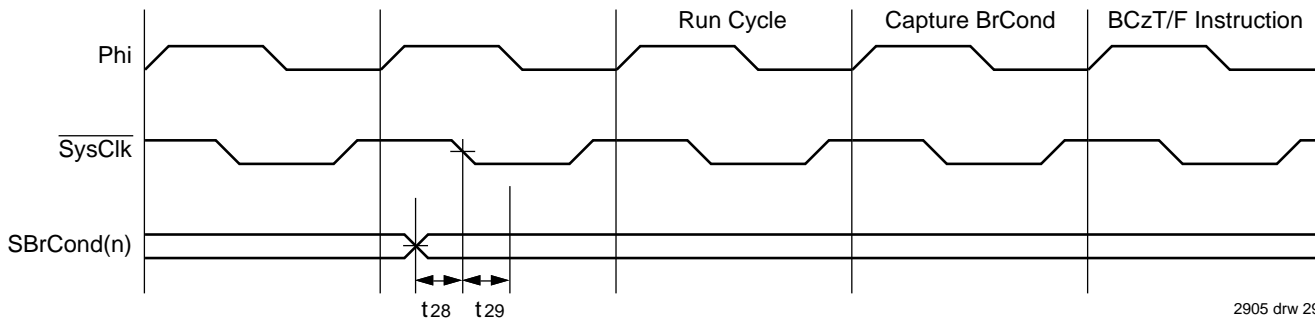 Run Cycle Capture BrCond BCzT/F Instruction
Phi
SysClk
SBrCond(n)
t28 t29
2905 drw 29